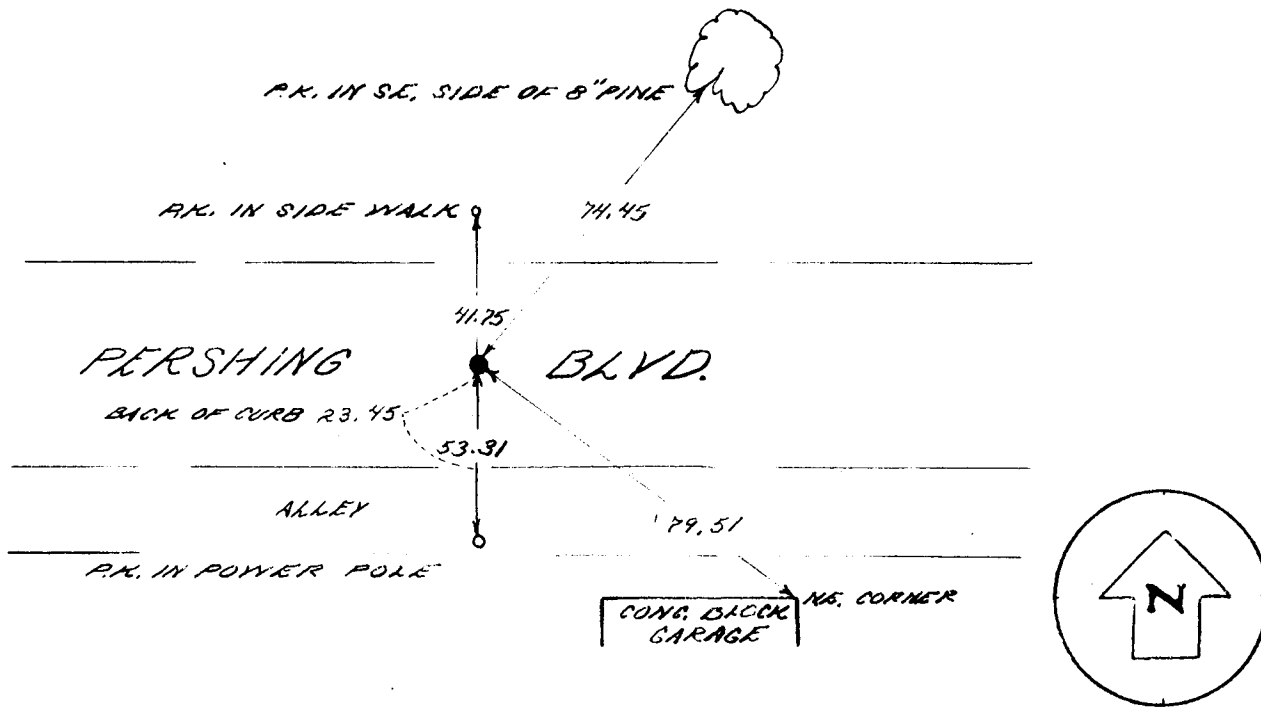 P.K. IN SE. SIDE OF 8" PINE
P.K. IN SIDE WALK
74.45
41.75
PERSHING BLVD.
BACK OF CURB 23.45
53.31
ALLEY
79.51
P.K. IN POWER POLE
NE. CORNER
CONC. BLOCK
GARAGE
N